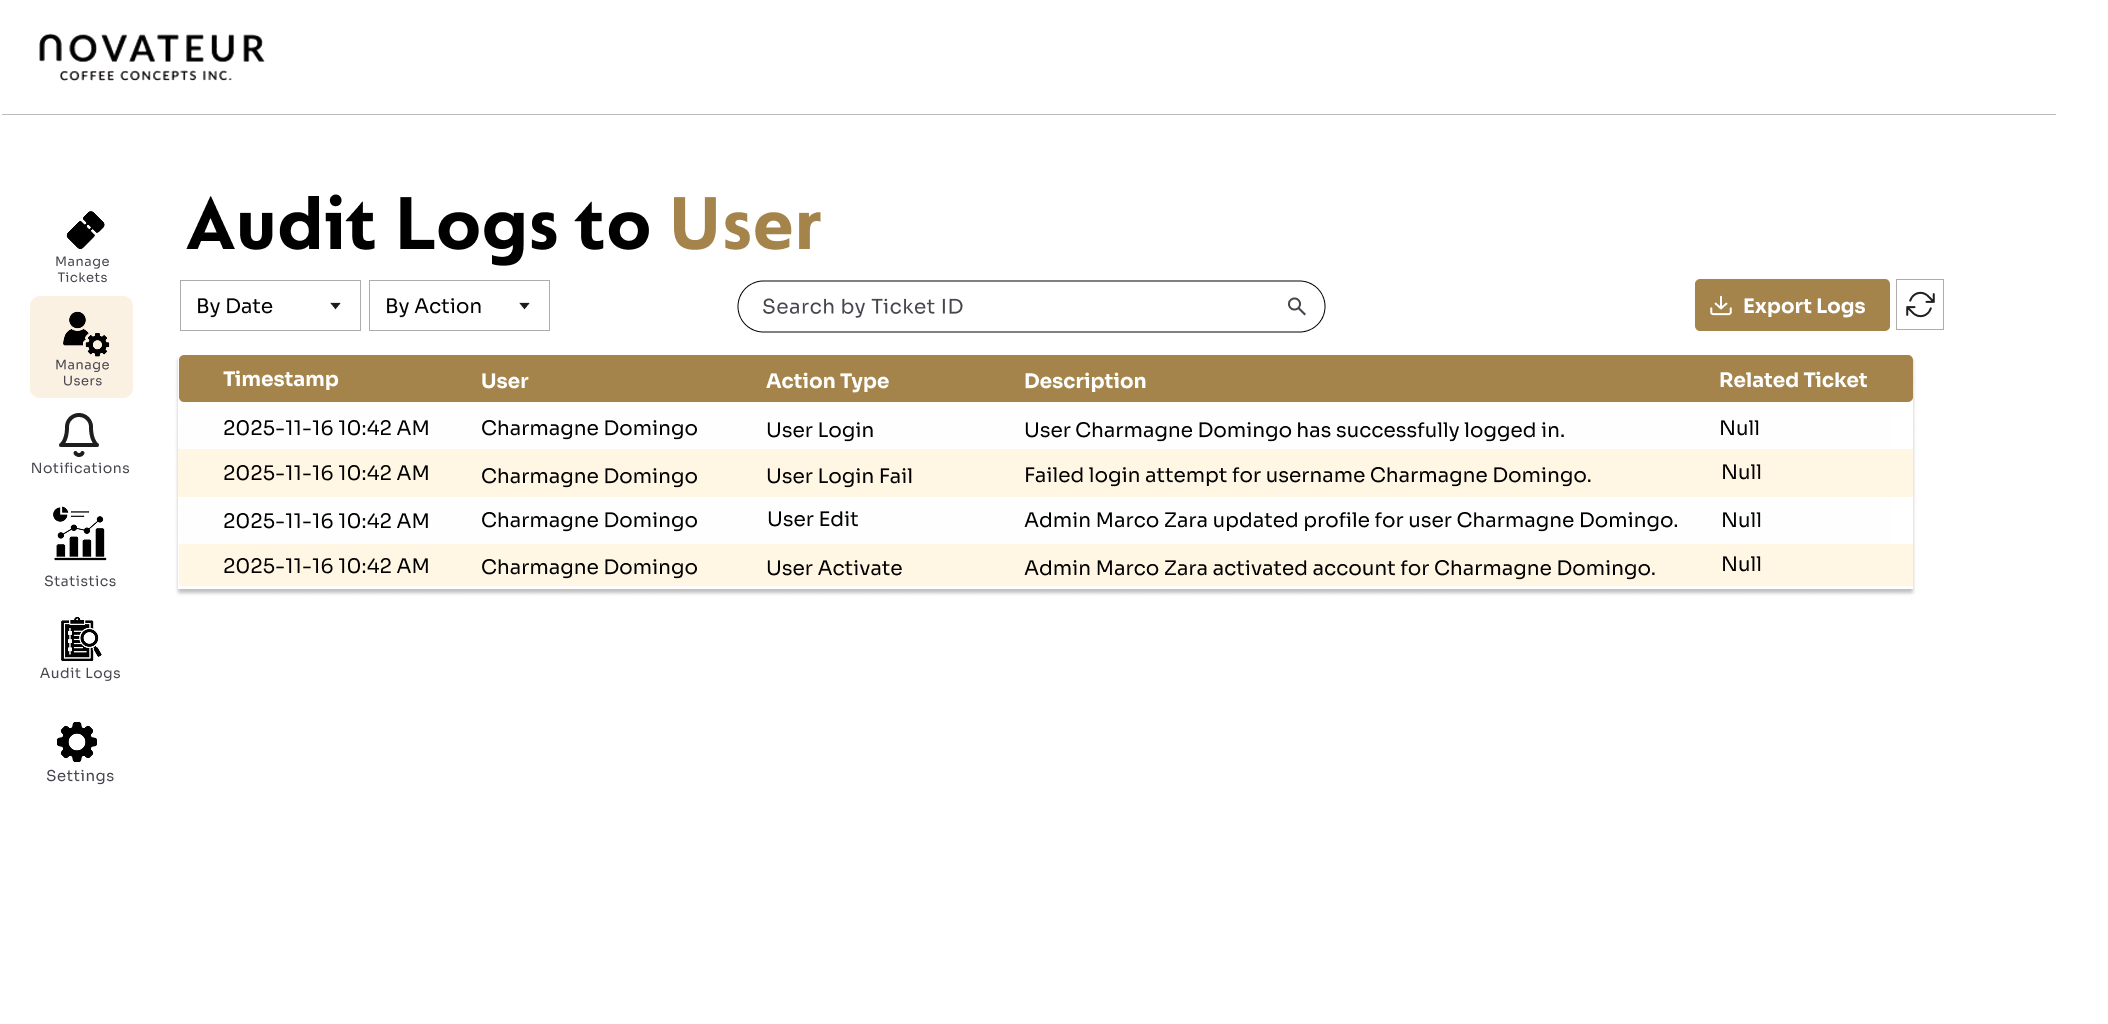 NOVATEUR
COFFEE CONCEPTS INC.
Audit Logs to User
Manage
Tickets
Manage
Users
Notifications
Statistics
Audit Logs
Settings
By Date
By Action
Search by Ticket ID
Export Logs
Timestamp User Action Type Description Related Ticket
2025-11-16 10:42 AM Charmagne Domingo User Login User Charmagne Domingo has successfully logged in. Null
2025-11-16 10:42 AM Charmagne Domingo User Login Fail Failed login attempt for username Charmagne Domingo. Null
2025-11-16 10:42 AM Charmagne Domingo User Edit Admin Marco Zara updated profile for user Charmagne Domingo. Null
2025-11-16 10:42 AM Charmagne Domingo User Activate Admin Marco Zara activated account for Charmagne Domingo. Null